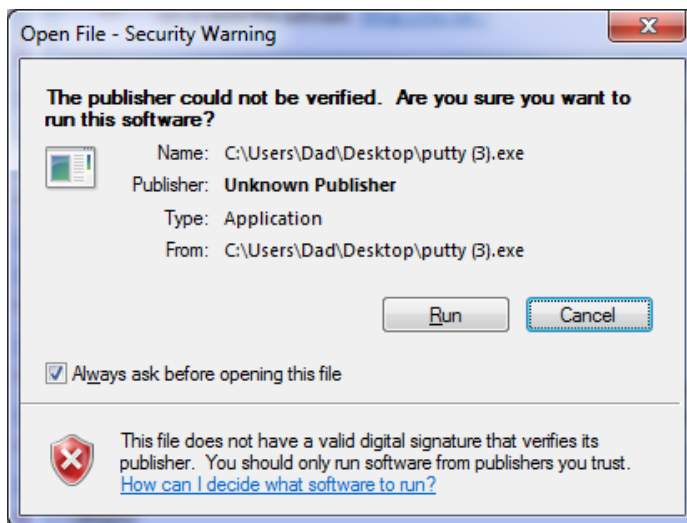 Open File - Security Warning
The publisher could not be verified.  Are you sure you want to
run this software?
Name: C:\Users\Dad\Desktop\putty (3).exe
Publisher: Unknown Publisher
Type: Application
From: C:\Users\Dad\Desktop\putty (3).exe
Run Cancel
Always ask before opening this file
This file does not have a valid digital signature that verifies its
publisher.  You should only run software from publishers you trust.
How can I decide what software to run?